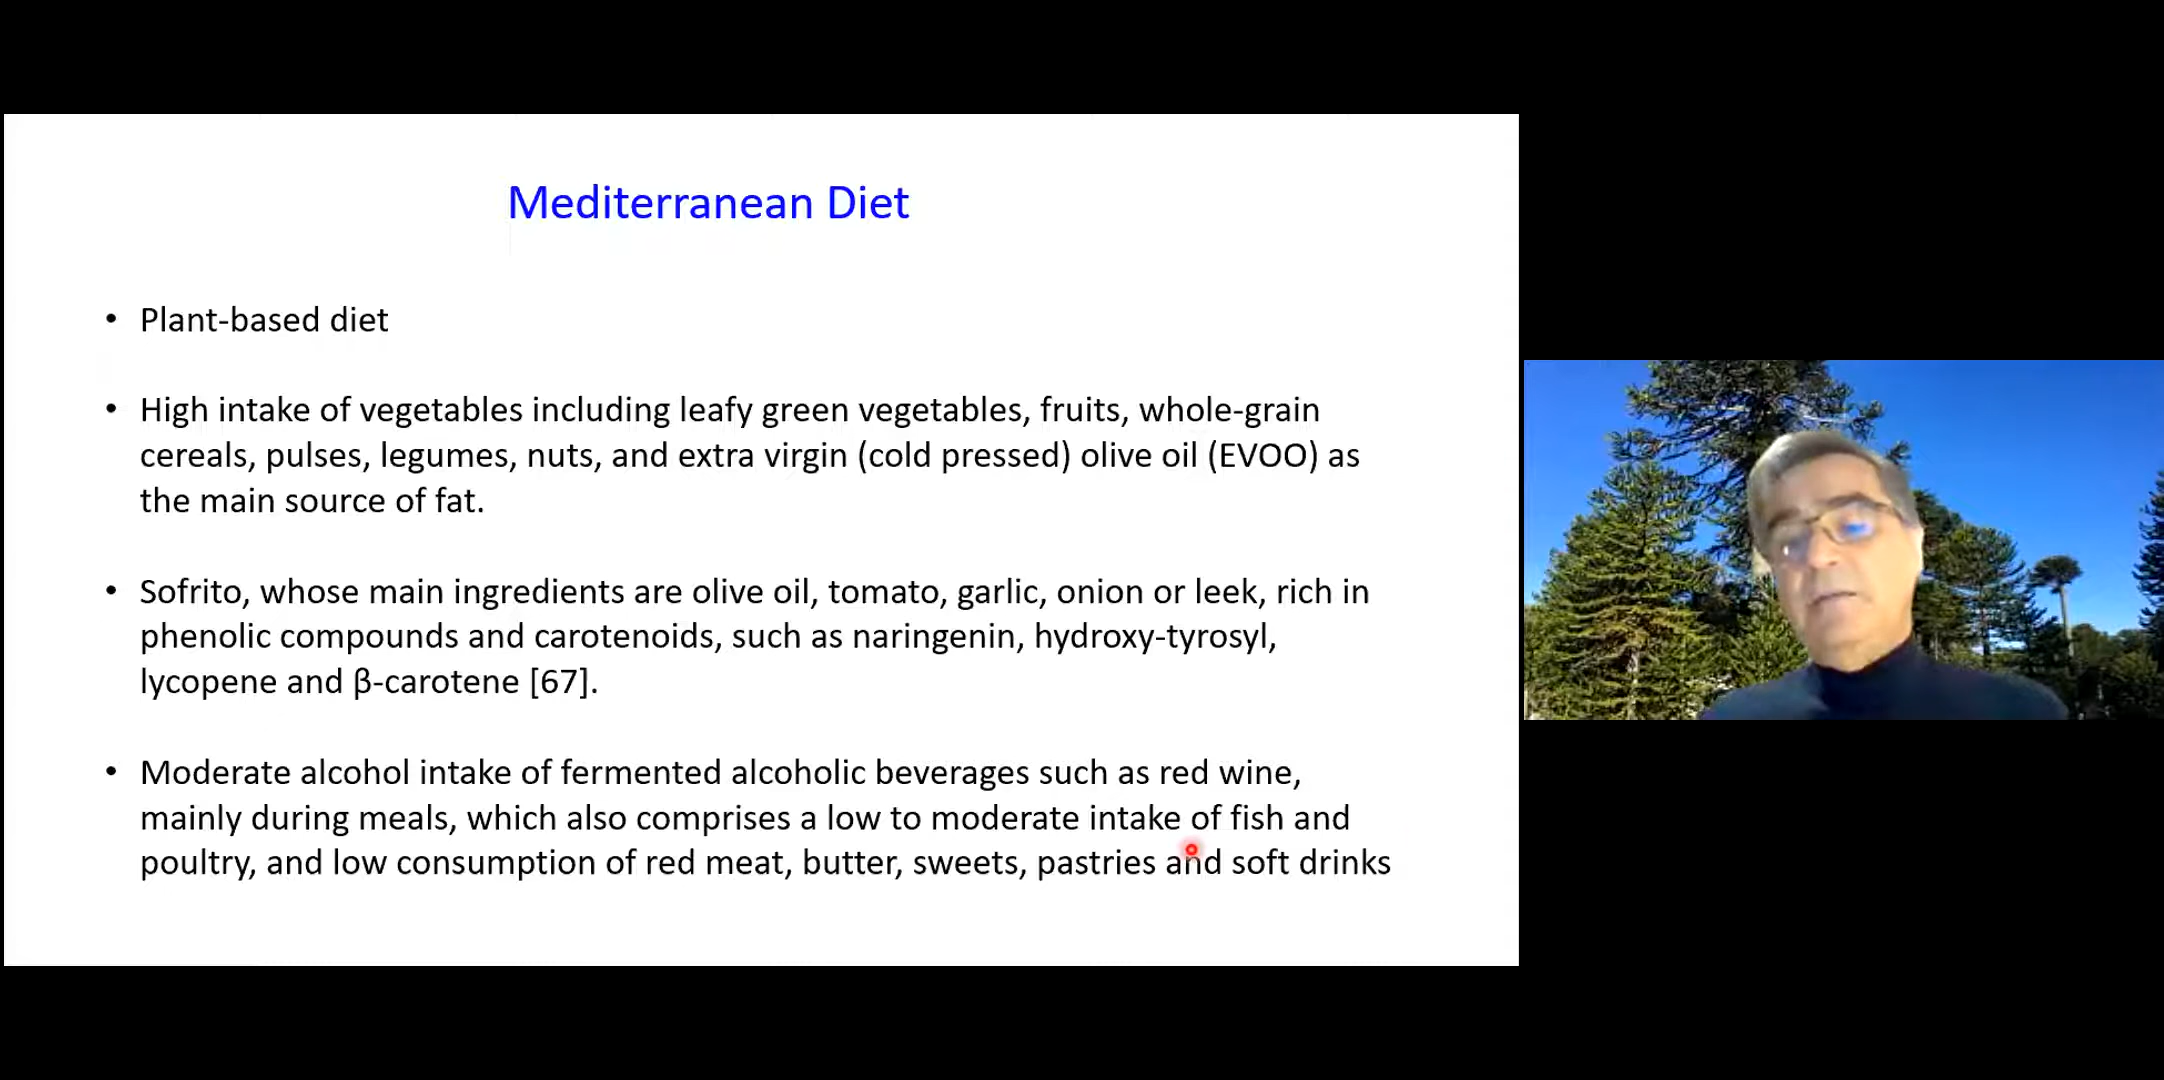 Mediterranean Diet
• Plant-based diet
• High intake of vegetables including leafy green vegetables, fruits, whole-grain
cereals, pulses, legumes, nuts, and extra virgin (cold pressed) olive oil (EVOO) as
the main source of fat.
• Sofrito, whose main ingredients are olive oil, tomato, garlic, onion or leek, rich in
phenolic compounds and carotenoids, such as naringenin, hydroxy-tyrosyl,
lycopene and β-carotene [67].
• Moderate alcohol intake of fermented alcoholic beverages such as red wine,
mainly during meals, which also comprises a low to moderate intake of fish and
poultry, and low consumption of red meat, butter, sweets, pastries and soft drinks